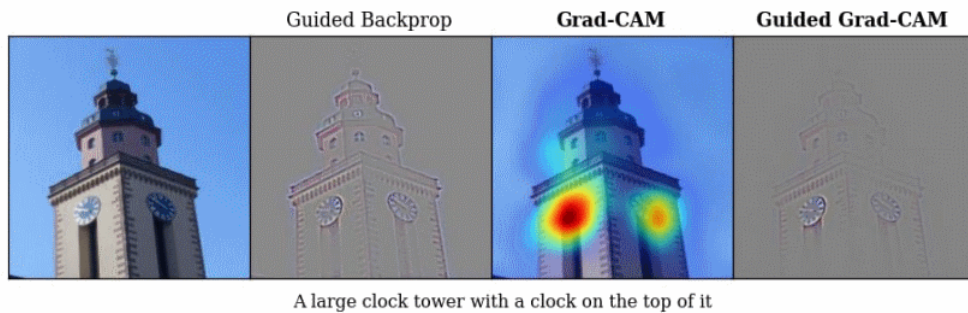 Guided Backprop
Grad-CAM
Guided Grad-CAM
A large clock tower with a clock on the top of it